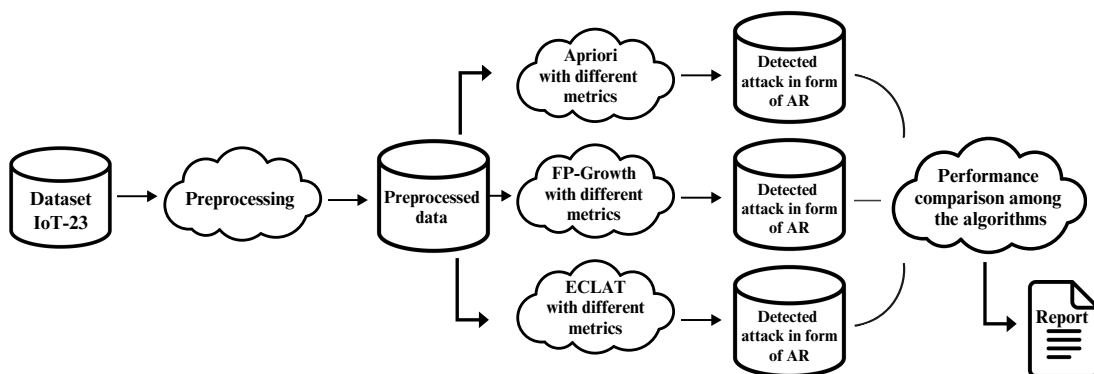 Dataset
IoT-23
Preprocessing
Preprocessed
data
Apriori
with different
metrics
Detected
attack in form
of AR
FP-Growth
with different
metrics
Detected
attack in form
of AR
ECLAT
with different
metrics
Detected
attack in form
of AR
Performance
comparison among
the algorithms
Report